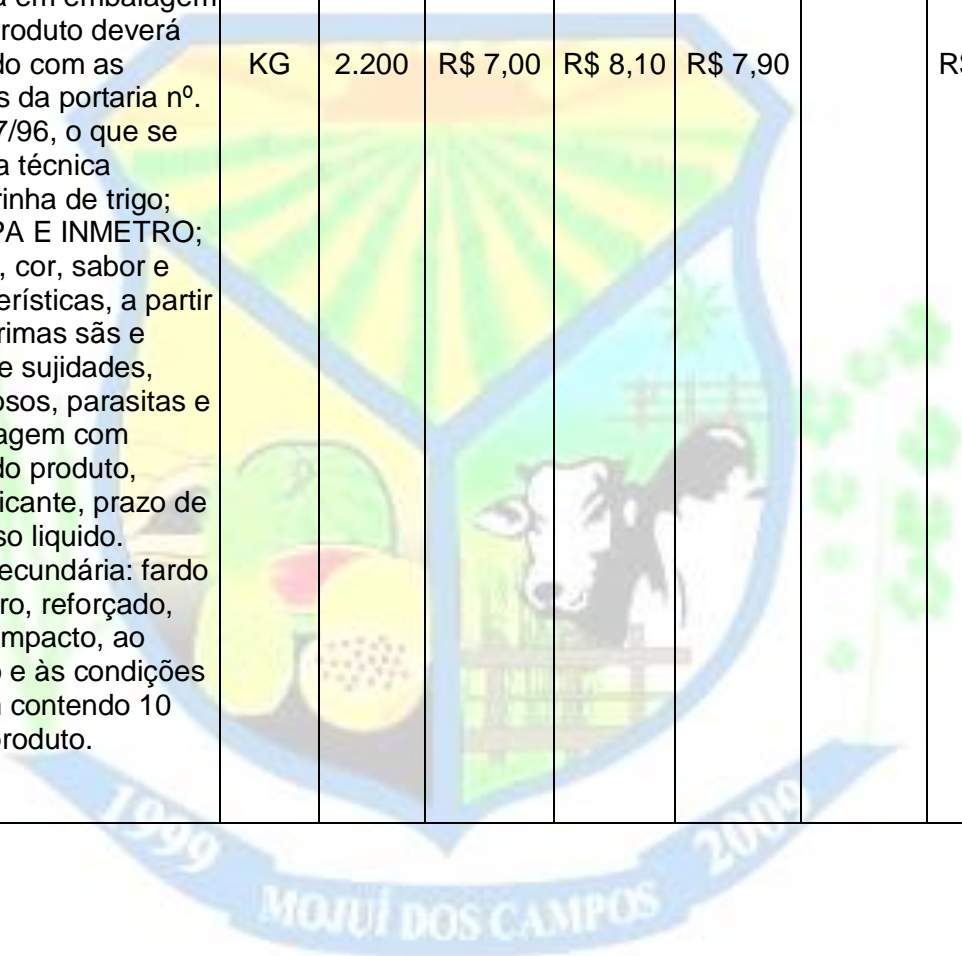 em embalagem
roduto deverá
do com as
KG 2.200 R$ 7,00 R$ 8,10 R$ 7,90
s da portaria nº.
7/96, o que se
a técnica
rinha de trigo;
PA E INMETRO;
, cor, sabor e
erísticas, a partir
rimas sãs e
e sujidades,
osos, parasitas e
agem com
do produto,
icante, prazo de
so liquido.
ecundária: fardo
ro, reforçado,
mpacto, ao
o e às condições
contendo 10
produto.
1999
2009
MOJUÍ DOS CAMPOS